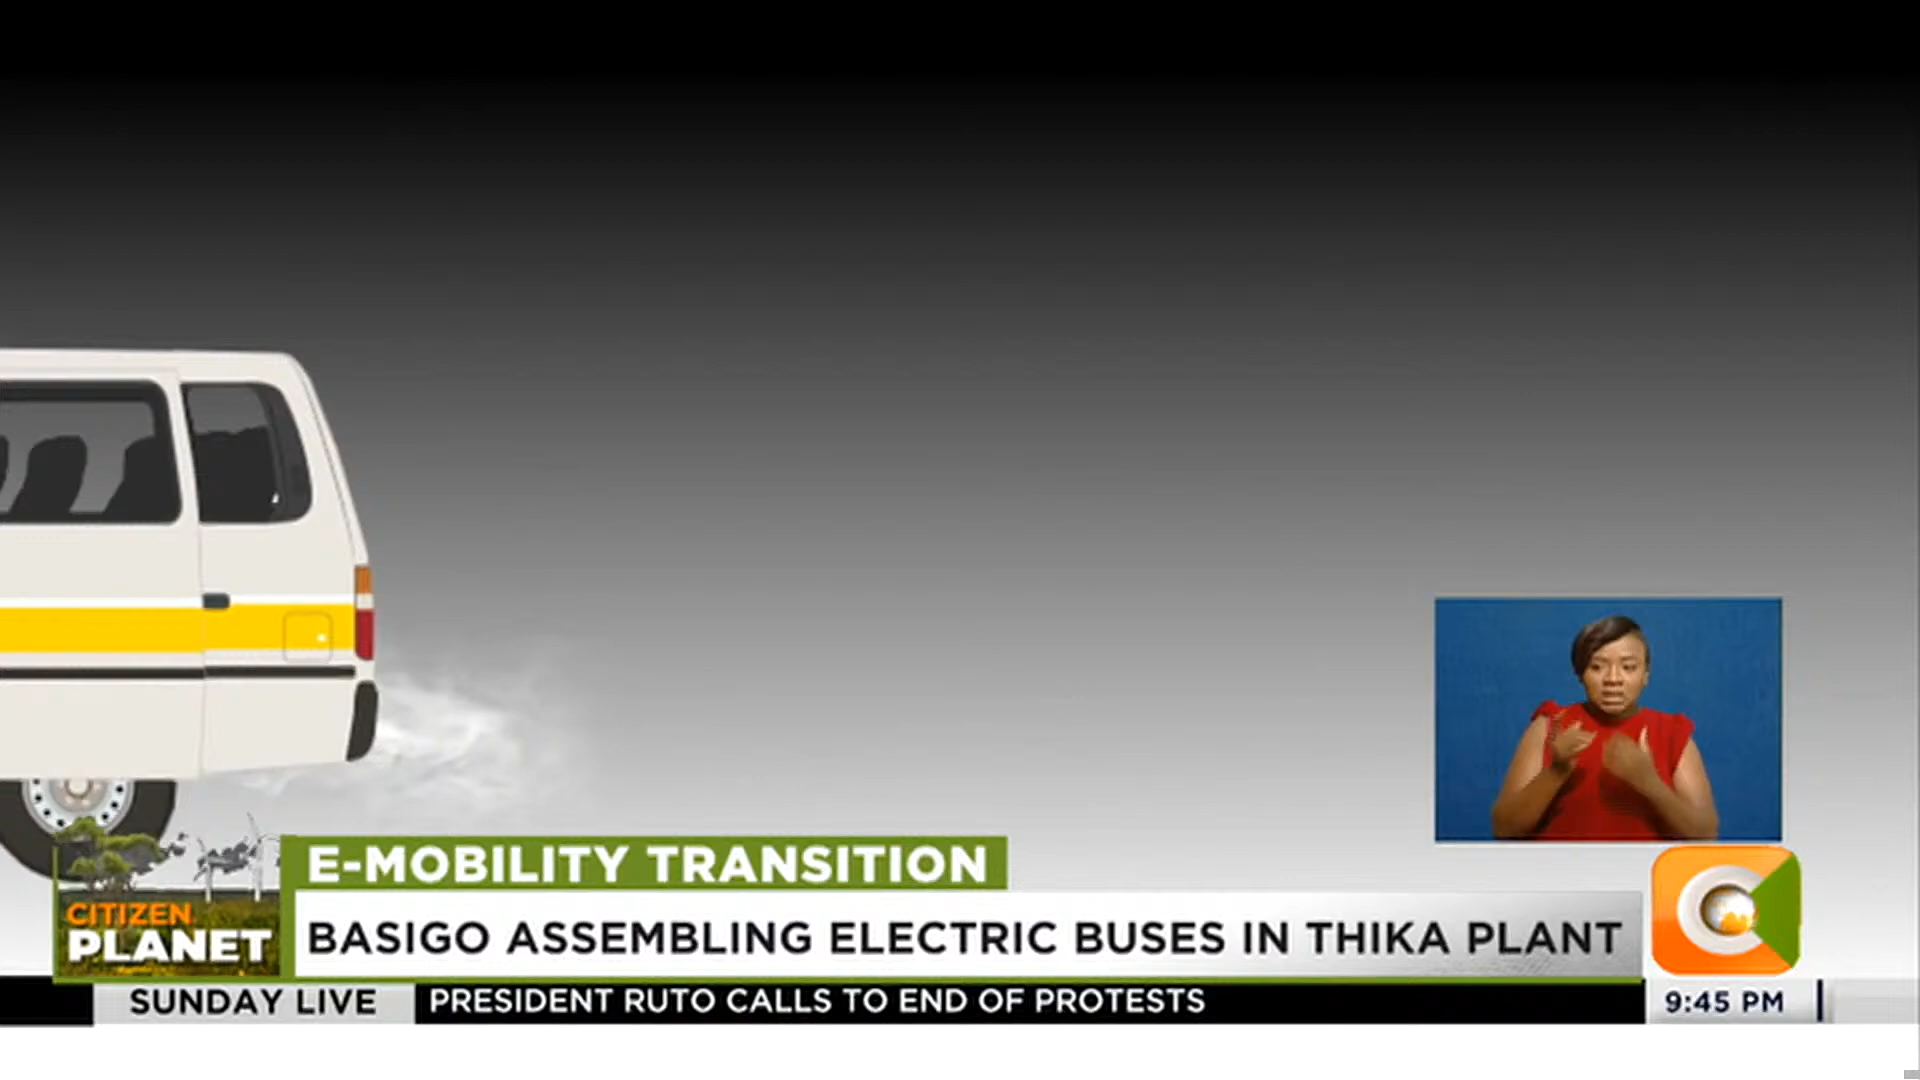 E-MOBILITY TRANSITION
CITIZEN
PLANET
BASIGO ASSEMBLING ELECTRIC BUSES IN THIKA PLANT
SUNDAY LIVE
PRESIDENT RUTO CALLS TO END OF PROTESTS
9:45 PM